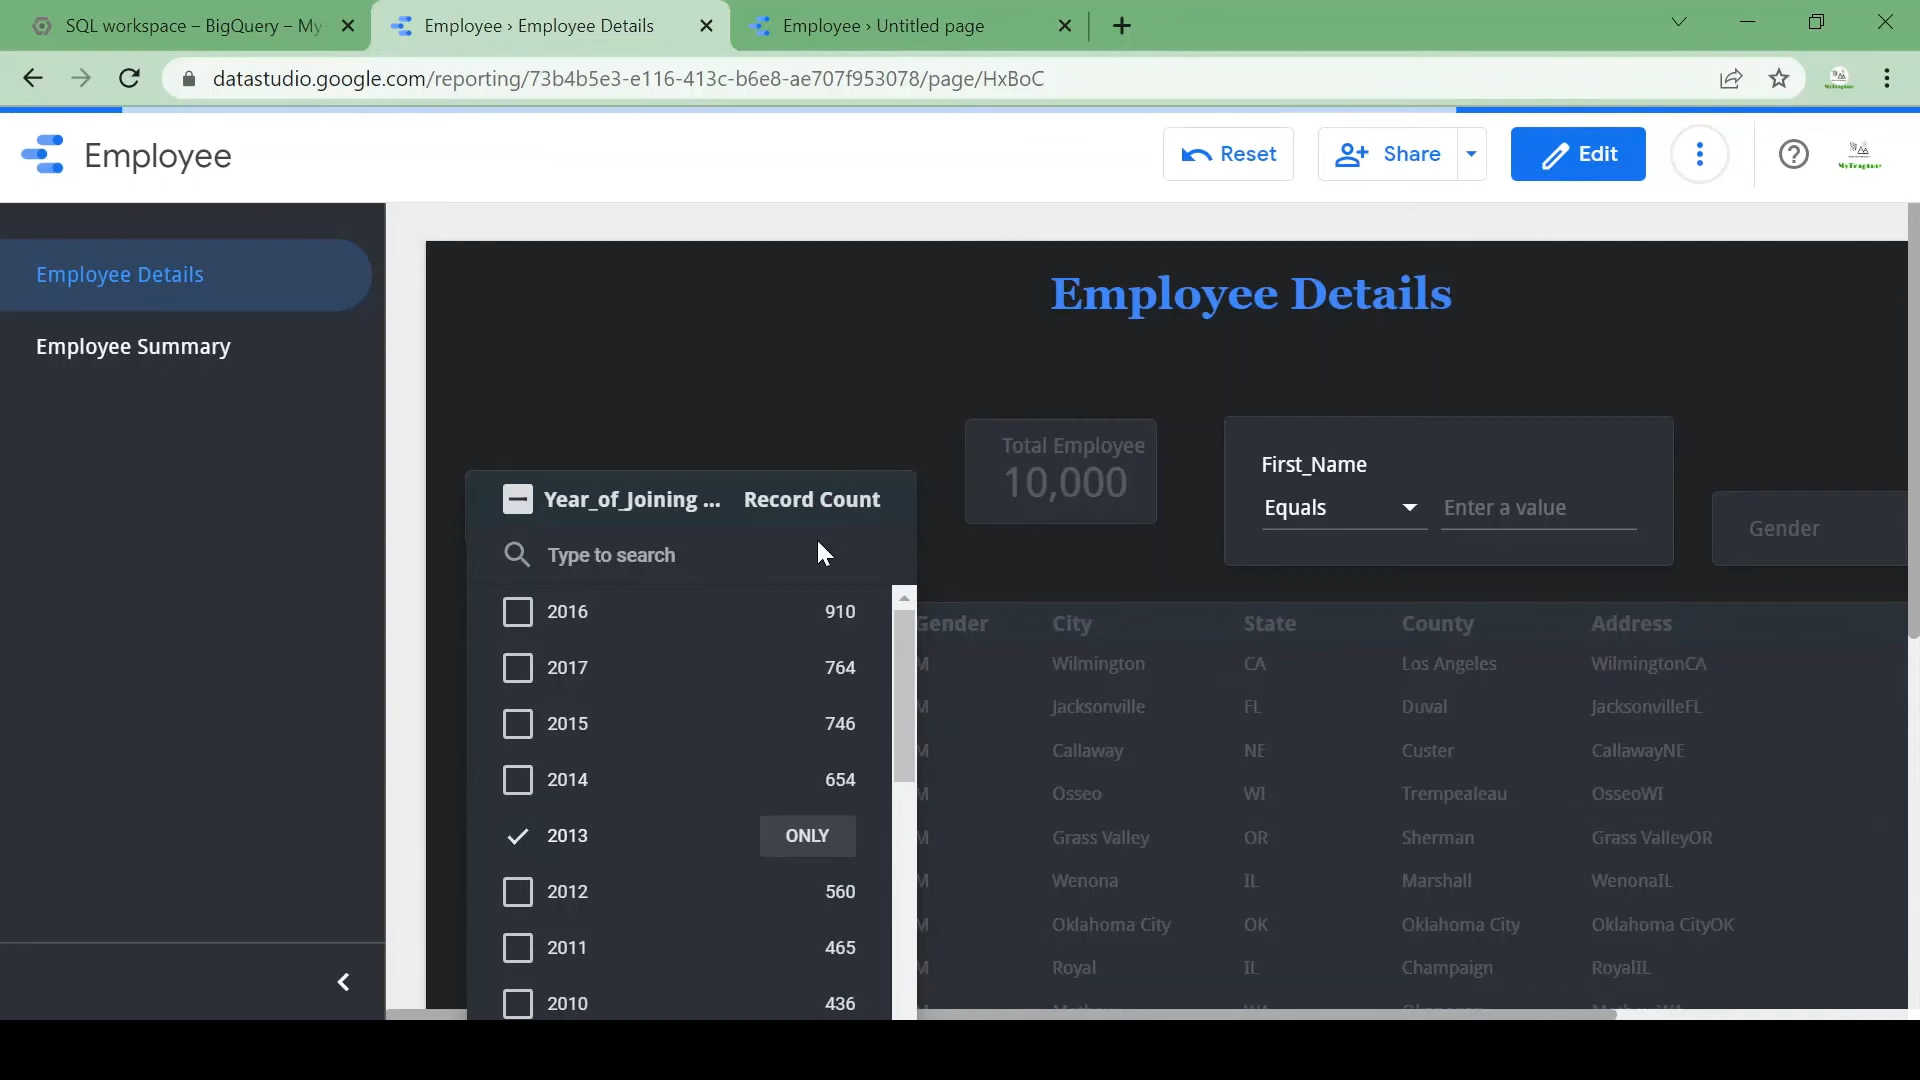 SQL workspace – BigQuery – My
Employee › Employee Details
Employee › Untitled page
datastudio.google.com/reporting/73b4b5e3-e116-413c-b6e8-ae707f953078/page/HxBoC
Employee
Reset
Share
Edit
Employee Details
Employee Summary
Employee Details
Total Employee
10,000
First_Name
Equals
Enter a value
Gender
Year_of_Joining ... Record Count
Type to search
2016 910
2017 764
2015 746
2014 654
2013 ONLY
2012 560
2011 465
2010 436
Gender City State County Address
M Wilmington CA Los Angeles WilmingtonCA
M Jacksonville FL Duval JacksonvilleFL
M Callaway NE Custer CallawayNE
M Osseo WI Trempealeau OsseoWI
M Grass Valley OR Sherman Grass ValleyOR
M Wenona IL Marshall WenonaIL
M Oklahoma City OK Oklahoma City Oklahoma CityOK
M Royal IL Champaign RoyalIL